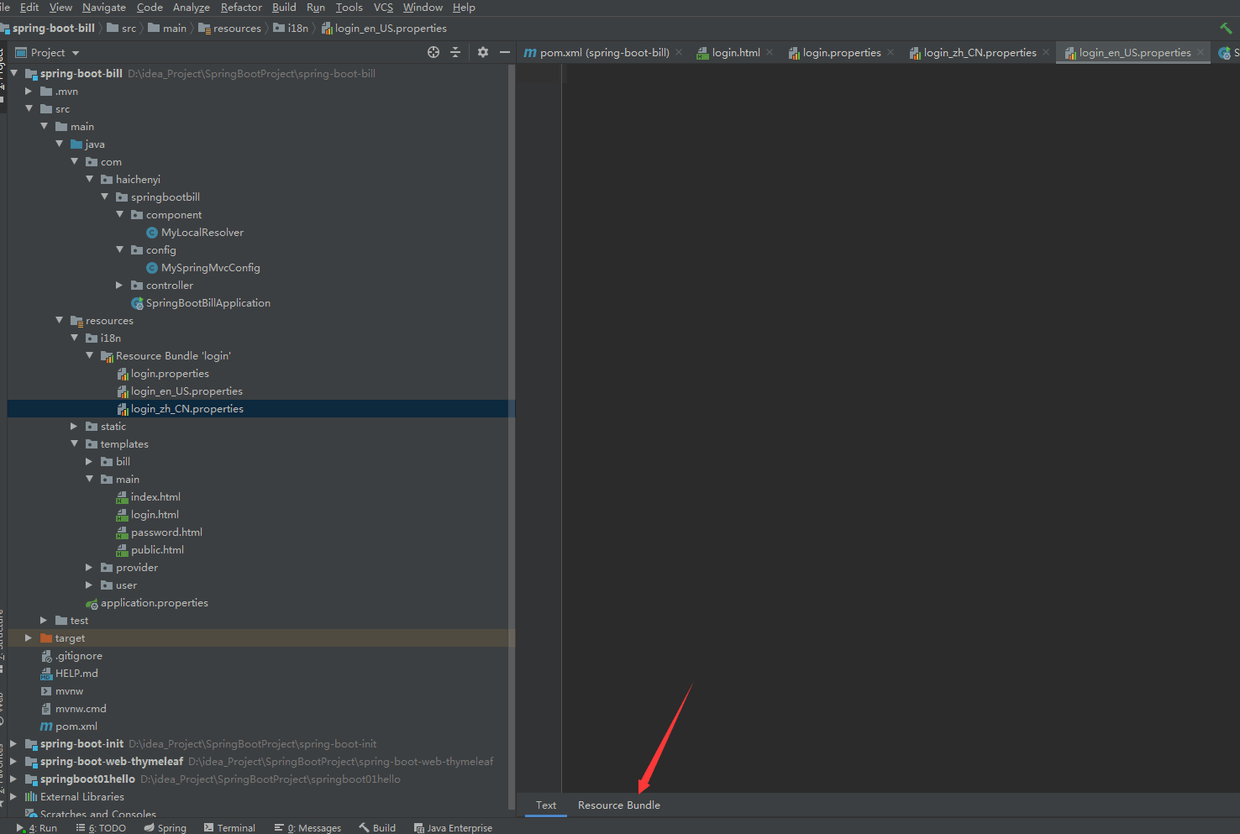 Edit View Navigate Code Analyze Refactor Build Run Tools VCS Window Help
spring-boot-bill src main resources i18n login_en_US.properties
Project
pom.xml (spring-boot-bill) login.html login.properties login_zh_CN.properties login_en_US.properties
spring-boot-bill D:\idea_Project\SpringBootProject\spring-boot-bill
.mvn
src
main
java
com
haichenyi
springbootbill
component
MyLocalResolver
config
MySpringMvcConfig
controller
SpringBootBillApplication
resources
i18n
Resource Bundle 'login'
login.properties
login_en_US.properties
login_zh_CN.properties
static
templates
bill
main
index.html
login.html
password.html
public.html
provider
user
application.properties
test
target
.gitignore
HELP.md
mvnw
mvnw.cmd
pom.xml
spring-boot-init D:\idea_Project\SpringBootProject\spring-boot-init
spring-boot-web-thymeleaf D:\idea_Project\SpringBootProject\spring-boot-web-thymeleaf
springboot01hello D:\idea_Project\SpringBootProject\springboot01hello
External Libraries
Scratches and Consoles
Text Resource Bundle
4: Run 6: TODO Spring Terminal 0: Messages Build Java Enterprise